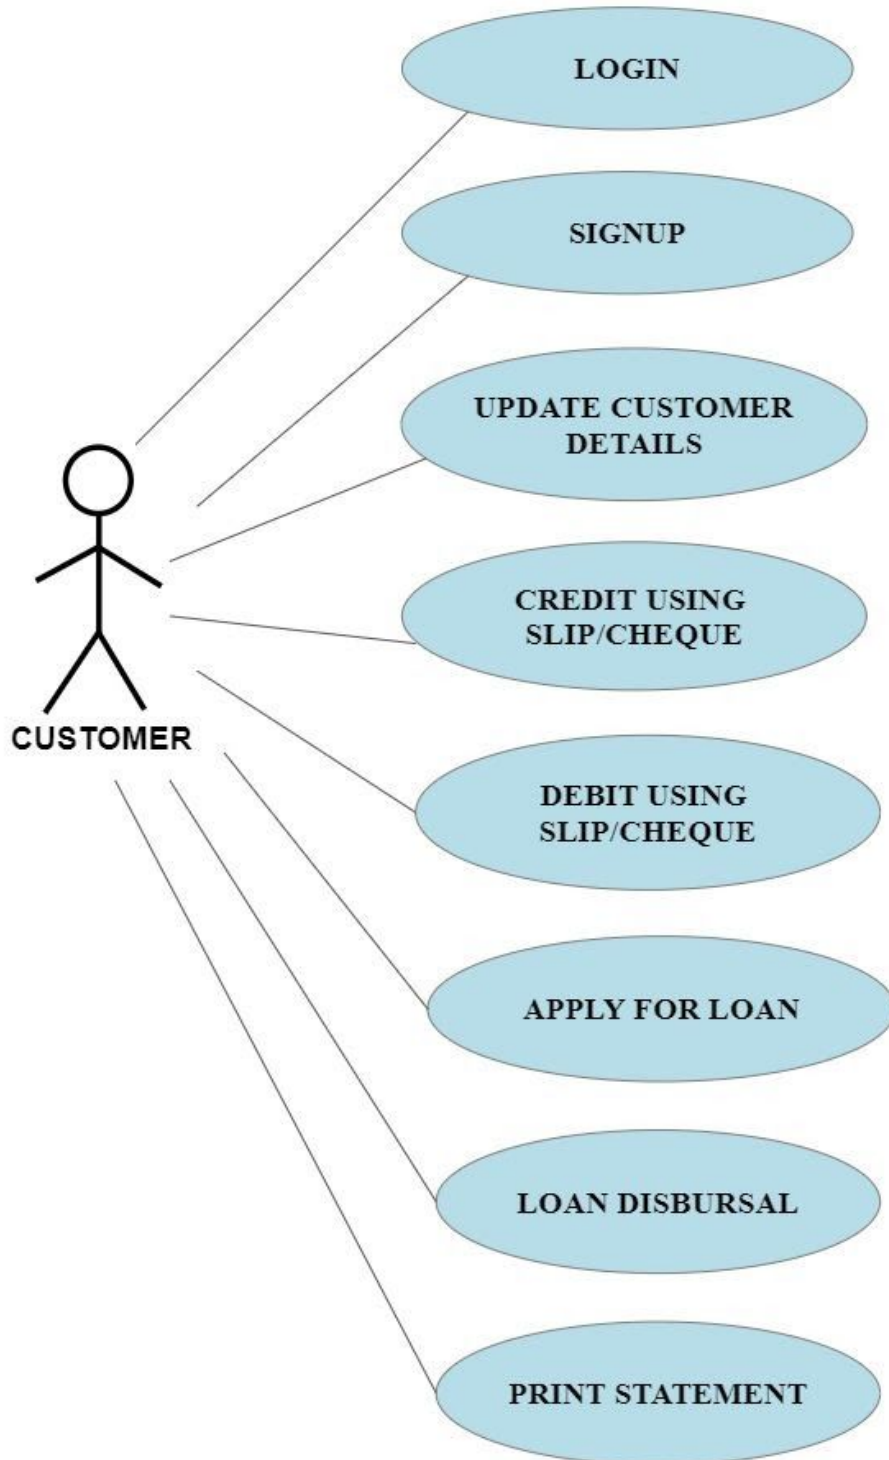 LOGIN
SIGNUP
UPDATE CUSTOMER
DETAILS
CREDIT USING
SLIP/CHEQUE
CUSTOMER
DEBIT USING
SLIP/CHEQUE
APPLY FOR LOAN
LOAN DISBURSAL
PRINT STATEMENT